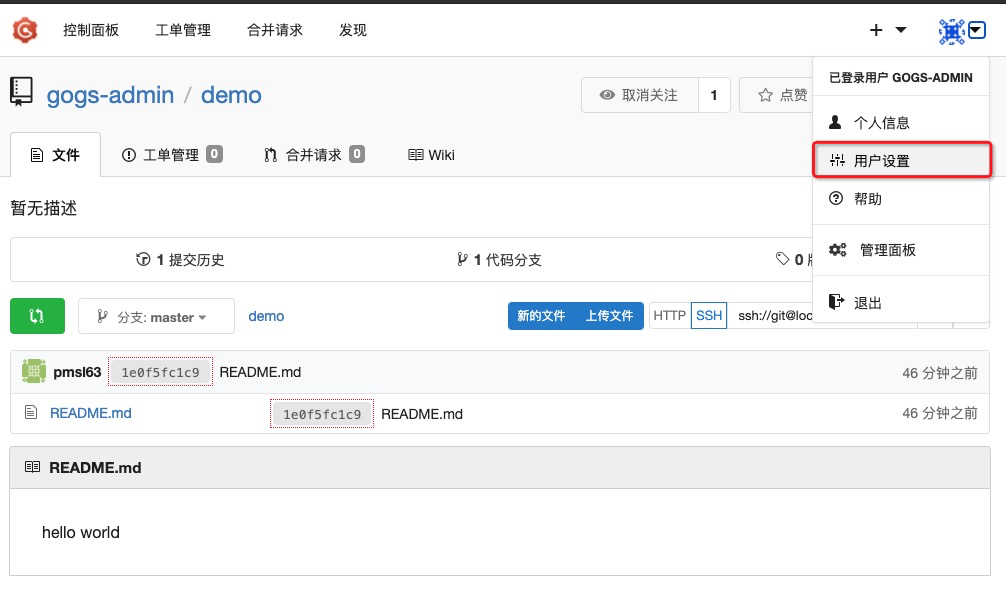 控制面板 工单管理 合并请求 发现
已登录用户 GOGS-ADMIN
gogs-admin / demo
取消关注 1 点赞
个人信息
文件 工单管理 0 合并请求 0 Wiki
用户设置
帮助
暂无描述
1 提交历史 1 代码分支 0
管理面板
退出
分支: master demo 新的文件 上传文件 HTTP SSH ssh://git@loc
pmsl63 1e0f5fc1c9 README.md 46 分钟之前
README.md 1e0f5fc1c9 README.md 46 分钟之前
README.md
hello world